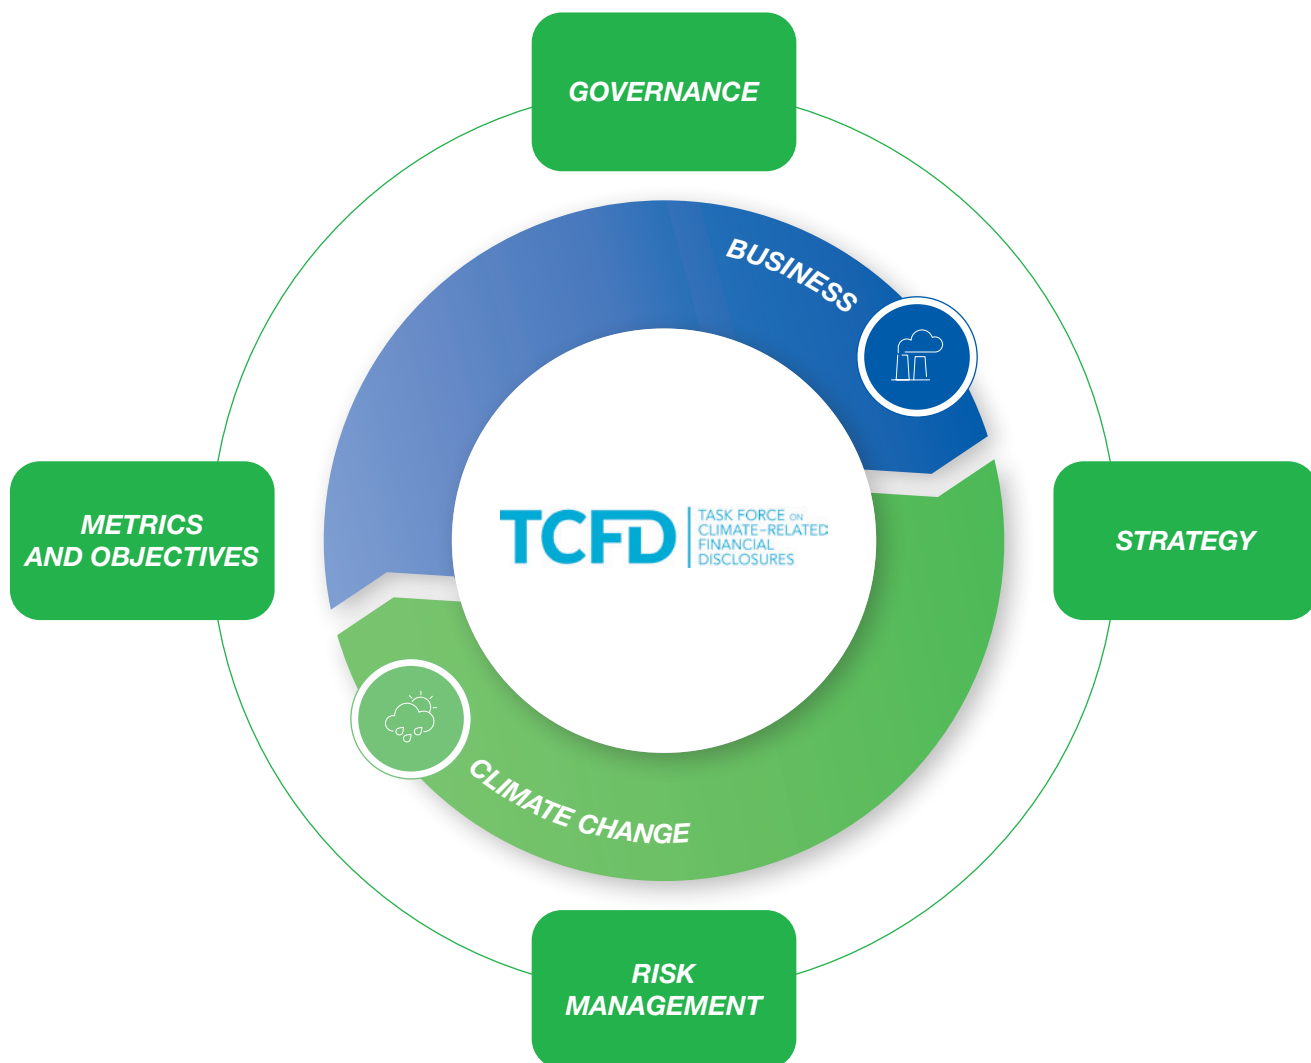 GOVERNANCE
BUSINESS
METRICS
AND OBJECTIVES
TCFD
TASK FORCE ON
CLIMATE-RELATED
FINANCIAL
DISCLOSURES
STRATEGY
CLIMATE CHANGE
RISK
MANAGEMENT